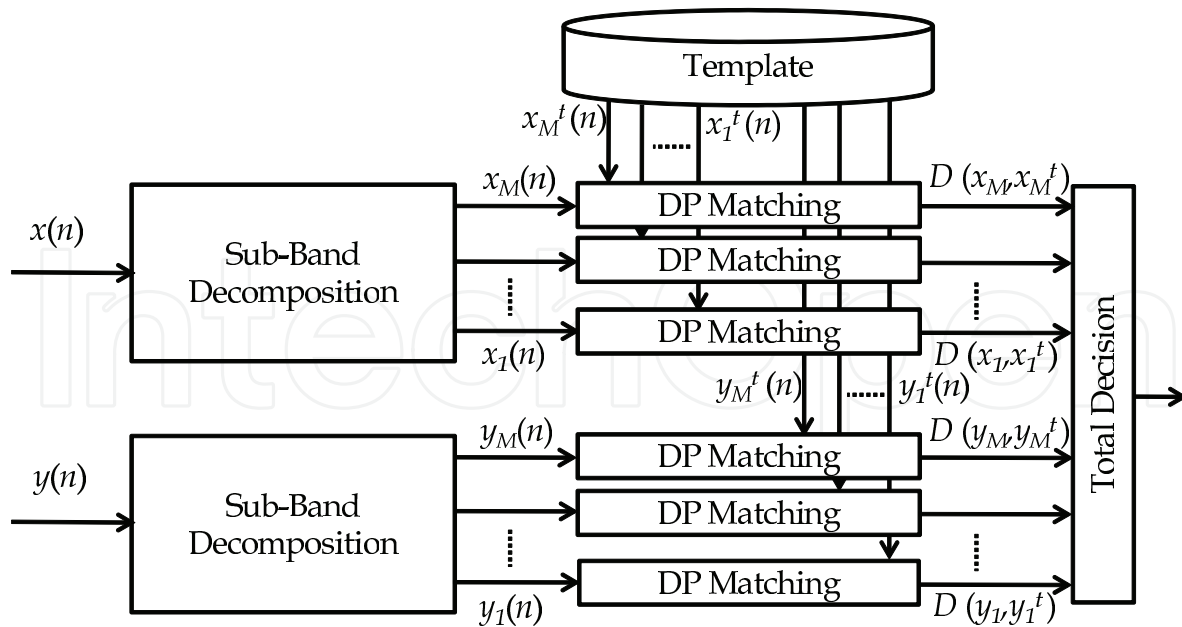 Template
x_M^t(n)
x_1^t(n)
x(n)
Sub-Band
Decomposition
x_M(n)
DP Matching
D (x_M,x_M^t)
DP Matching
x_1(n)
DP Matching
D (x_1,x_1^t)
y_M^t(n)
y_1^t(n)
y(n)
Sub-Band
Decomposition
y_M(n)
DP Matching
D (y_M,y_M^t)
DP Matching
y_1(n)
DP Matching
D (y_1,y_1^t)
Total Decision
IntechOpen